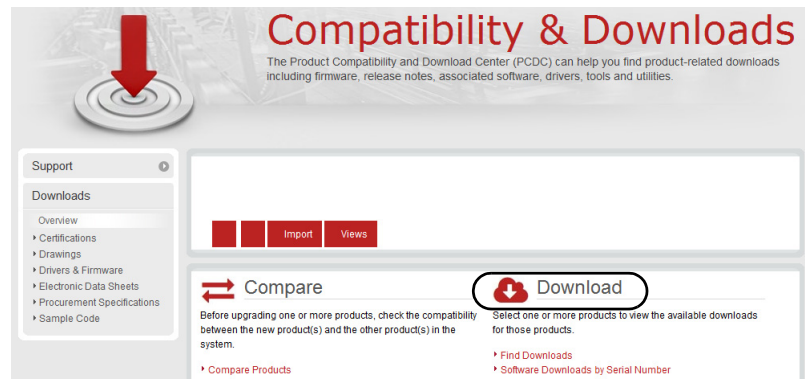 Compatibility & Downloads
The Product Compatibility and Download Center (PCDC) can help you find product-related downloads
including firmware, release notes, associated software, drivers, tools and utilities.
Support
Downloads
Overview
Certifications
Drawings
Drivers & Firmware
Electronic Data Sheets
Procurement Specifications
Sample Code
Import Views
Compare
Before upgrading one or more products, check the compatibility
between the new product(s) and the other product(s) in the
system.
Compare Products
Download
Select one or more products to view the available downloads
for those products.
Find Downloads
Software Downloads by Serial Number